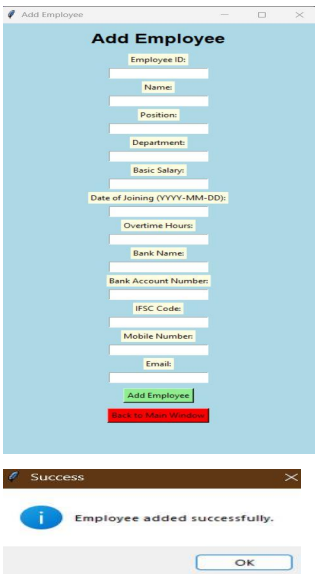 Add Employee
Add Employee
Employee ID:
Name:
Position:
Department:
Basic Salary:
Date of Joining (YYYY-MM-DD):
Overtime Hours:
Bank Name:
Bank Account Number:
IFSC Code:
Mobile Number:
Email:
Add Employee
Back to Main Window
Success
Employee added successfully.
OK